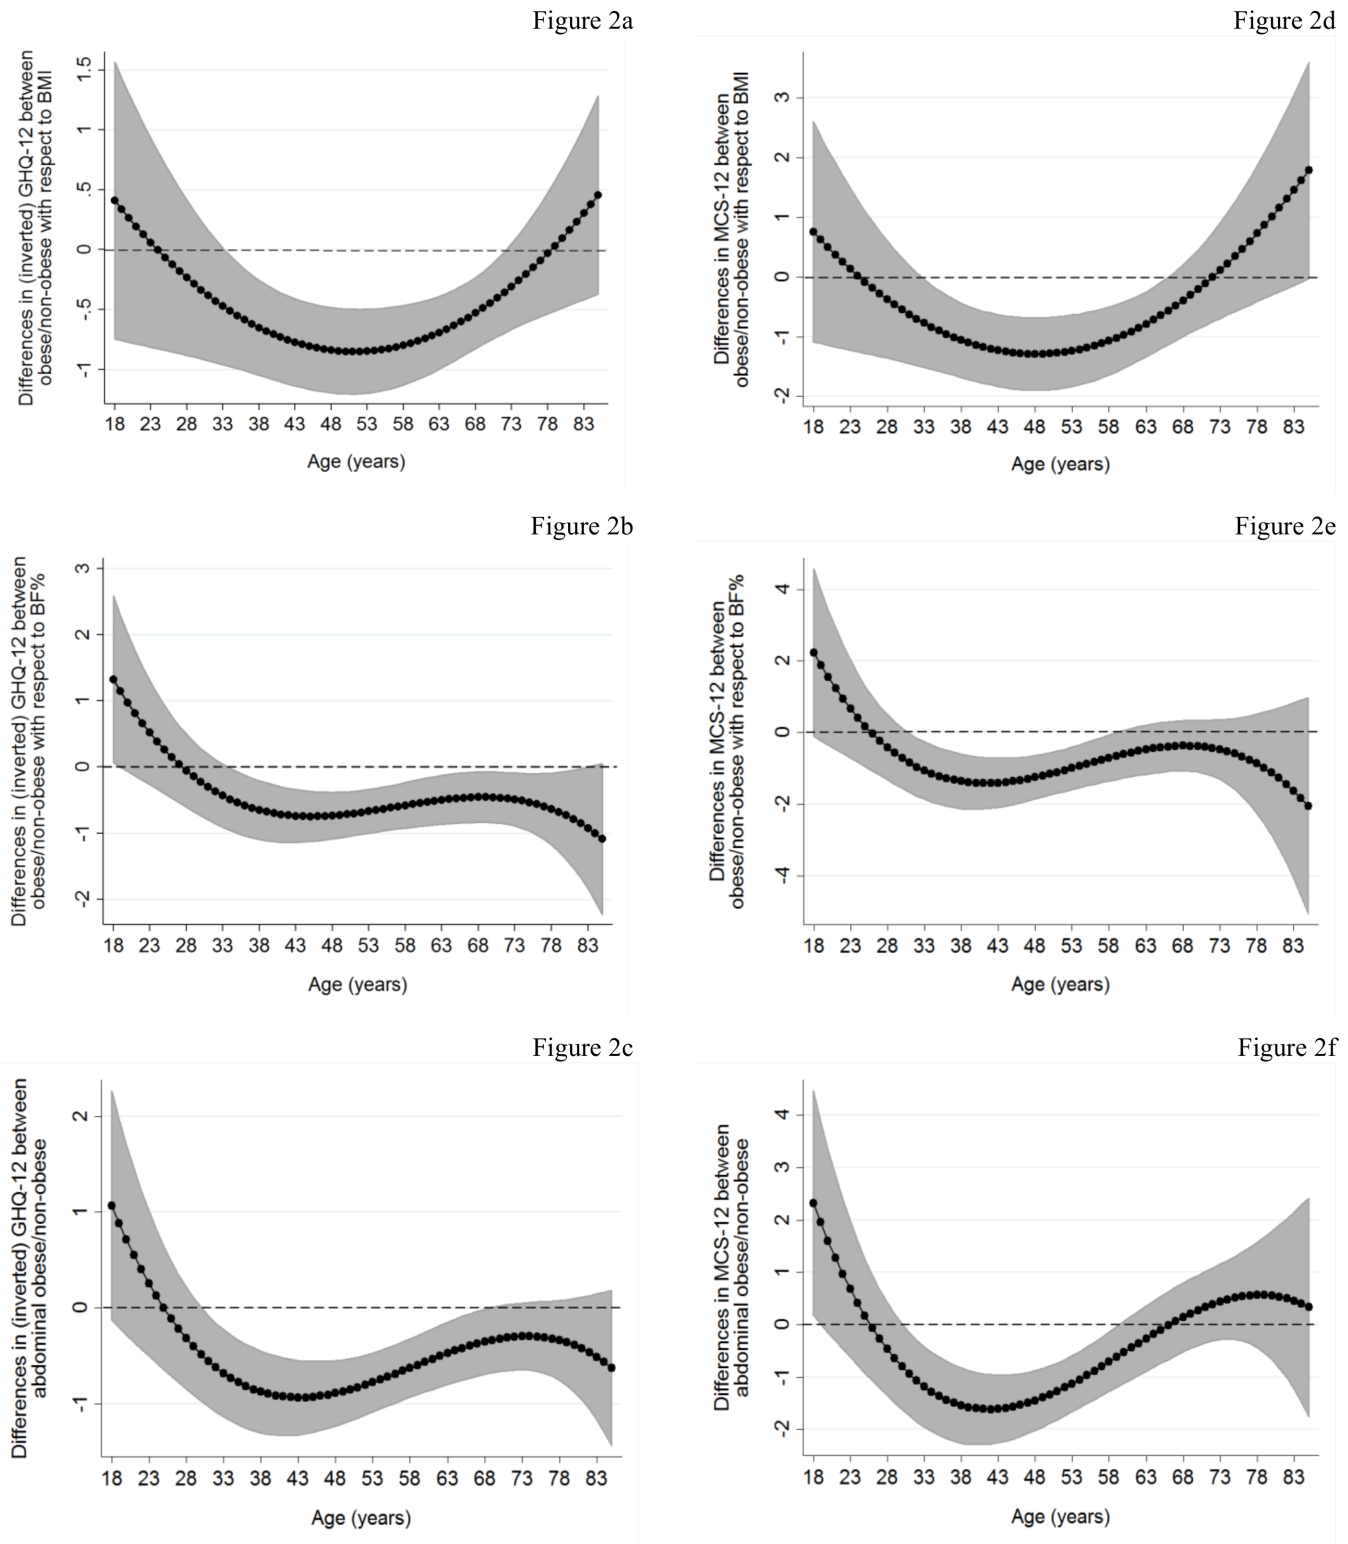 Figure 2a
Differences in (inverted) GHQ-12 between
obese/non-obese with respect to BMI
1.5
1
.5
0
-.5
-1
18 23 28 33 38 43 48 53 58 63 68 73 78 83
Age (years)
Figure 2d
Differences in MCS-12 between
obese/non-obese with respect to BMI
3
2
1
0
-1
-2
18 23 28 33 38 43 48 53 58 63 68 73 78 83
Age (years)
Figure 2b
Differences in (inverted) GHQ-12 between
obese/non-obese with respect to BF%
3
2
1
0
-1
-2
18 23 28 33 38 43 48 53 58 63 68 73 78 83
Age (years)
Figure 2e
Differences in MCS-12 between
obese/non-obese with respect to BF%
4
2
0
-2
-4
18 23 28 33 38 43 48 53 58 63 68 73 78 83
Age (years)
Figure 2c
Differences in (inverted) GHQ-12 between
abdominal obese/non-obese
2
1
0
-1
18 23 28 33 38 43 48 53 58 63 68 73 78 83
Age (years)
Figure 2f
Differences in MCS-12 between
abdominal obese/non-obese
4
3
2
1
0
-1
-2
18 23 28 33 38 43 48 53 58 63 68 73 78 83
Age (years)